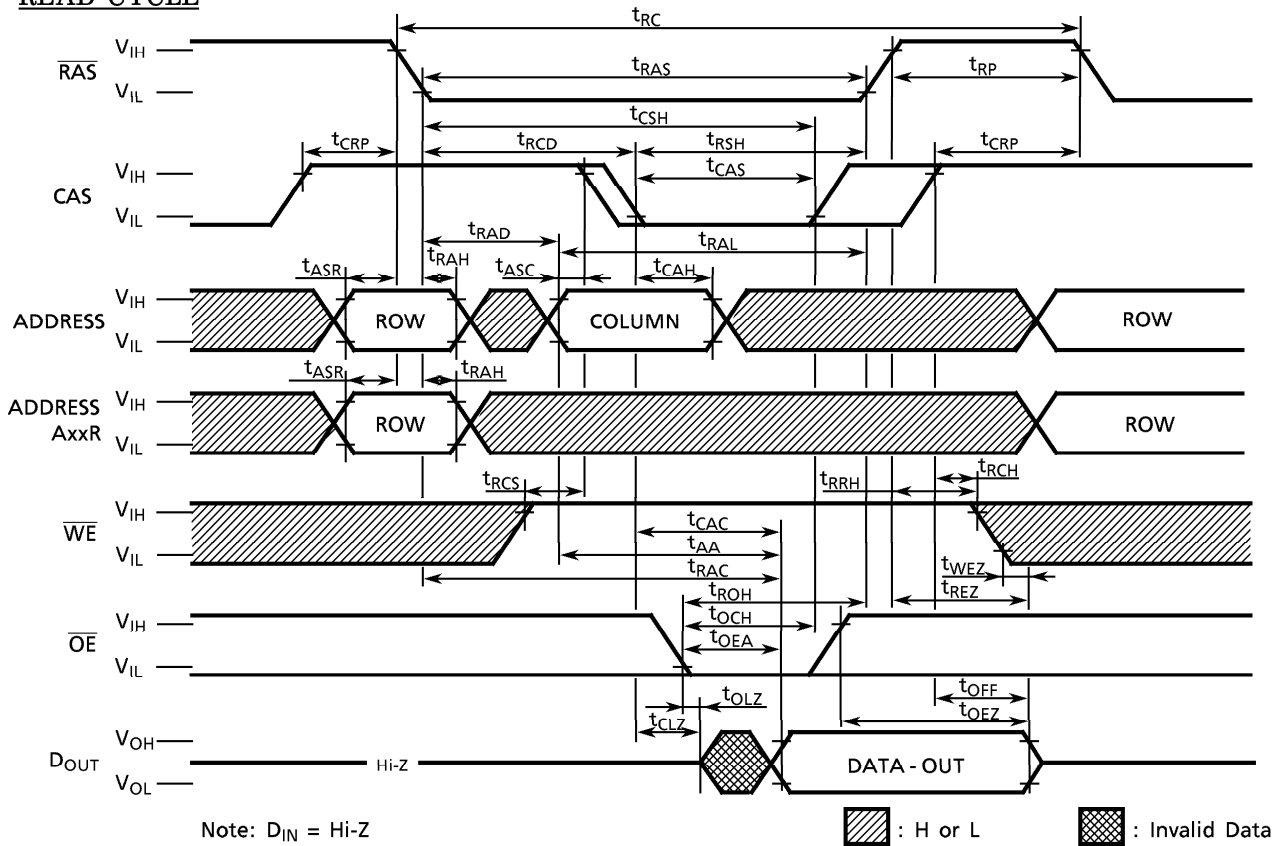 READ CYCLE
tRC
VIH
RAS
tRAS
tRP
VIL
tCSH
tCRP
tRCD
tRSH
tCRP
VIH
tCAS
CAS
VIL
tRAD
tRAL
tASR
tRAH
tASC
tCAH
VIH
ADDRESS
ROW
COLUMN
ROW
VIL
tASR
tRAH
ADDRESS
AxxR
VIH
ROW
ROW
VIL
tRCS
tRRH
tRCH
VIH
WE
tCAC
VIL
tAA
tWEZ
tRAC
tROH
tREZ
VIH
OE
tOCH
tOEA
VIL
tOLZ
tOFF
tCLZ
tOEZ
VOH
DOUT
Hi-Z
DATA - OUT
VOL
Note: DIN = Hi-Z
: H or L
: Invalid Data